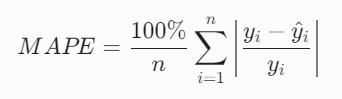 MAPE = \frac{100\%}{n} \sum_{i=1}^{n} \left| \frac{y_i - \hat{y}_i}{y_i} \right|